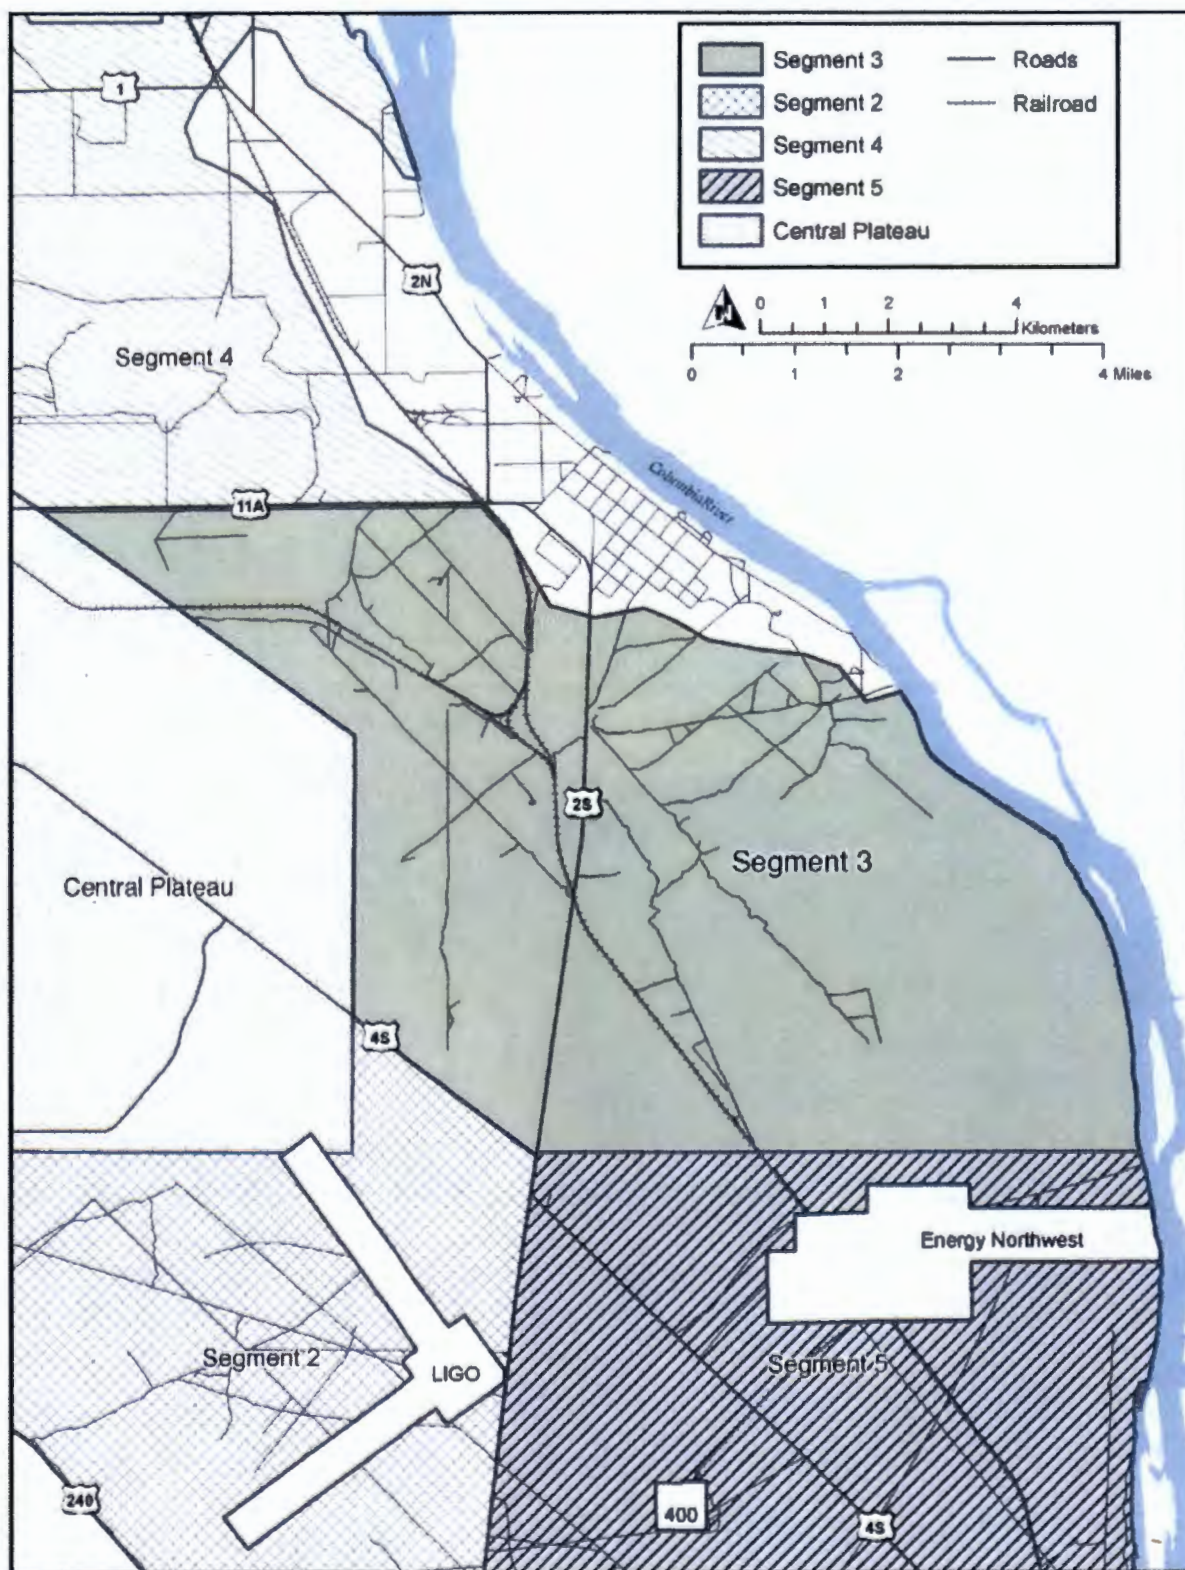 Segment 3
Segment 2
Segment 4
Segment 5
Central Plateau
Roads
Railroad
N
0 1 2 4
Kilometers
0 1 2 4 Miles
1
2N
Segment 4
Columbia River
11A
2S
Segment 3
Central Plateau
4S
Energy Northwest
Segment 2
LIGO
Segment 5
240
400
4S